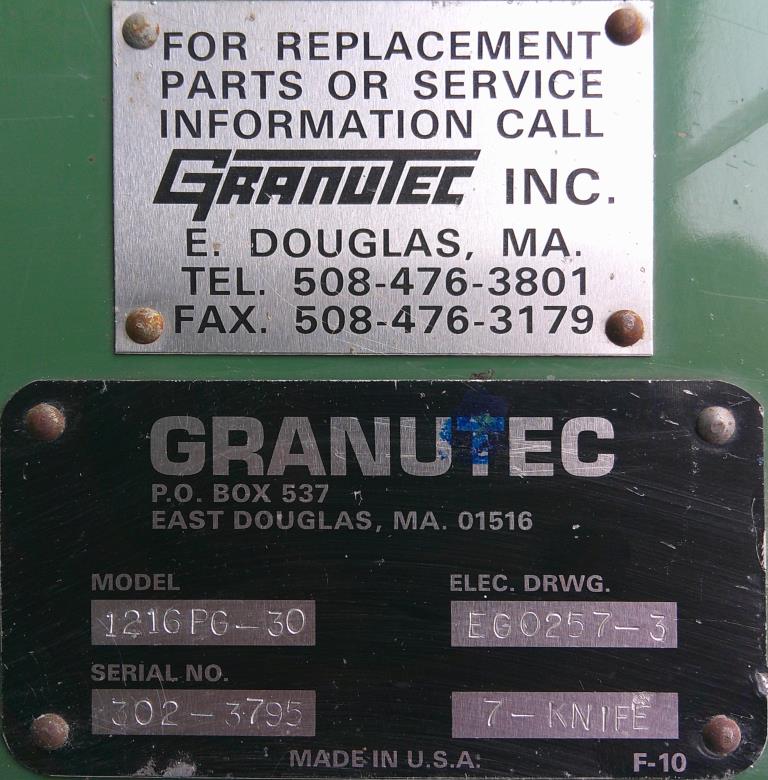 FOR REPLACEMENT
PARTS OR SERVICE
INFORMATION CALL
GRANUTEC INC.
E. DOUGLAS, MA.
TEL. 508-476-3801
FAX. 508-476-3179
GRANUTEC
P.O. BOX 537
EAST DOUGLAS, MA. 01516
MODEL ELEC. DRWG.
1216PG-30 EG0257-3
SERIAL NO.
302-3795 7-KNIFE
MADE IN U.S.A. F-10